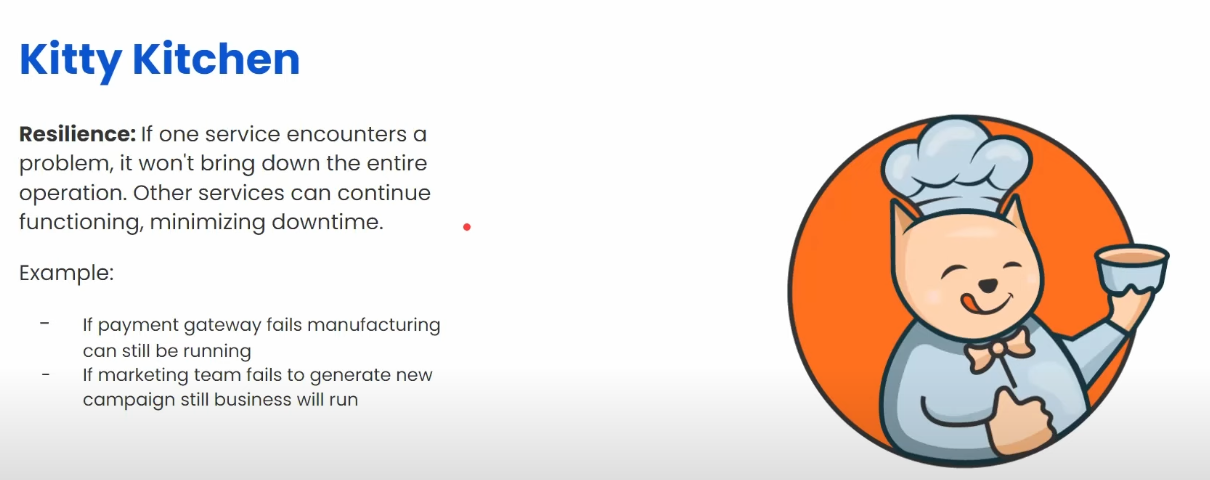 Kitty Kitchen
Resilience: If one service encounters a
problem, it won't bring down the entire
operation. Other services can continue
functioning, minimizing downtime.
Example:
- If payment gateway fails manufacturing
can still be running
- If marketing team fails to generate new
campaign still business will run